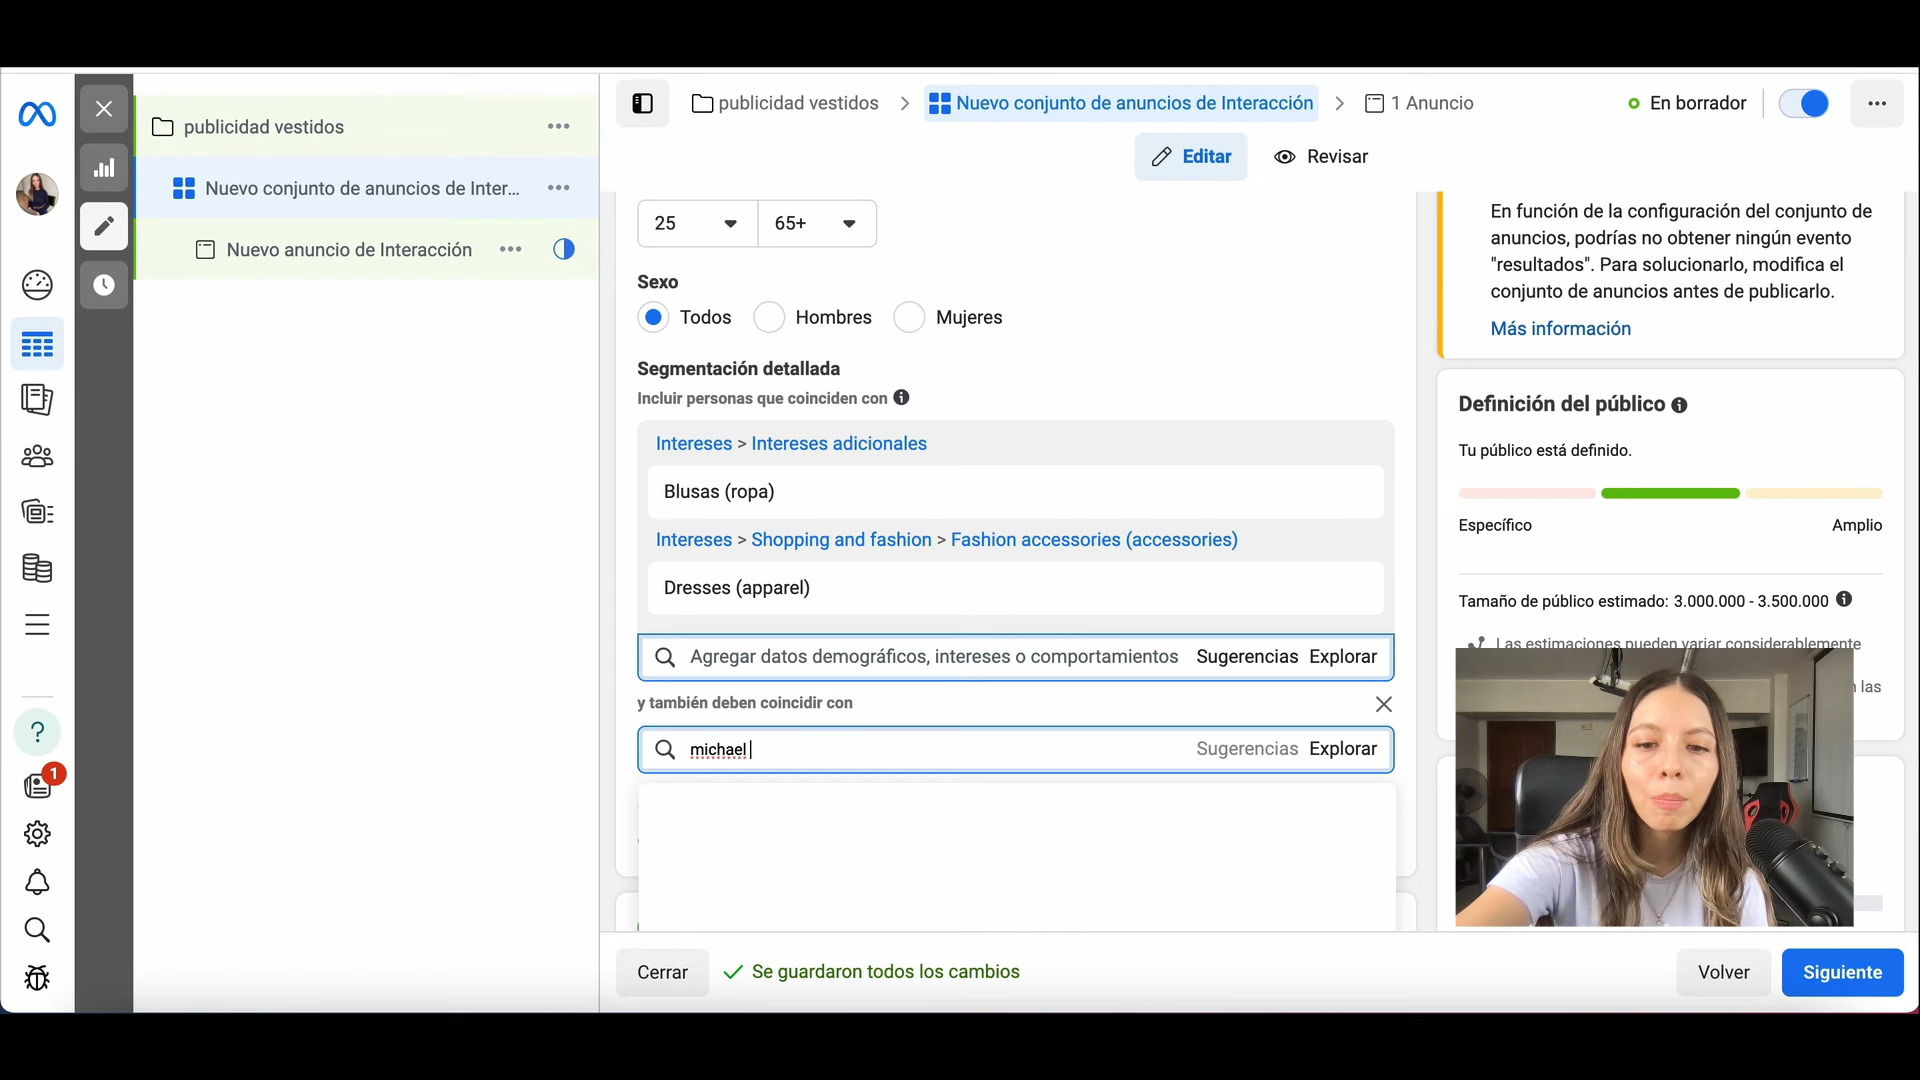 publicidad vestidos
Nuevo conjunto de anuncios de Inter...
Nuevo anuncio de Interacción
1
publicidad vestidos > Nuevo conjunto de anuncios de Interacción > 1 Anuncio
En borrador
Editar
Revisar
25
65+
Sexo
Todos
Hombres
Mujeres
Segmentación detallada
Incluir personas que coinciden con
Intereses > Intereses adicionales
Blusas (ropa)
Intereses > Shopping and fashion > Fashion accessories (accessories)
Dresses (apparel)
Agregar datos demográficos, intereses o comportamientos Sugerencias Explorar
y también deben coincidir con
michael Sugerencias Explorar
En función de la configuración del conjunto de
anuncios, podrías no obtener ningún evento
"resultados". Para solucionarlo, modifica el
conjunto de anuncios antes de publicarlo.
Más información
Definición del público
Tu público está definido.
Específico
Amplio
Tamaño de público estimado: 3.000.000 - 3.500.000
Las estimaciones pueden variar considerablemente
las
Cerrar
Se guardaron todos los cambios
Volver
Siguiente